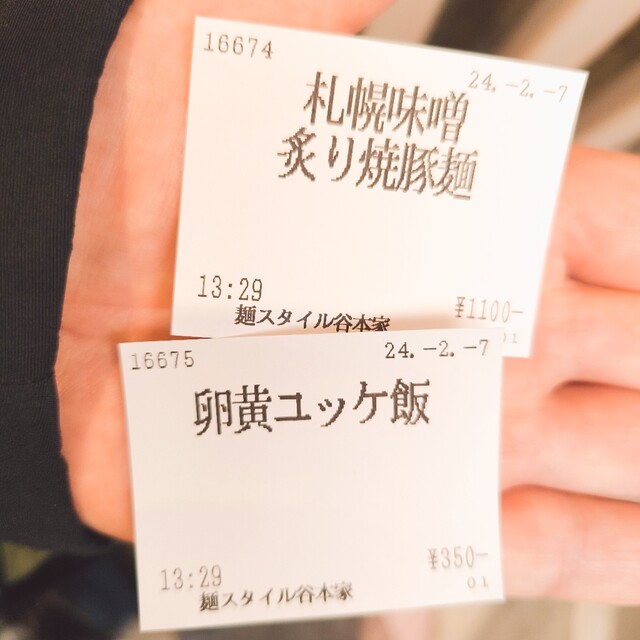 16674
24.-2.-7
札幌味噌
炙り焼豚麺
13:29
¥1100-
麺スタイル谷本家
01
16675
24.-2.-7
卵黄ユッケ飯
13:29
¥350-
麺スタイル谷本家
01